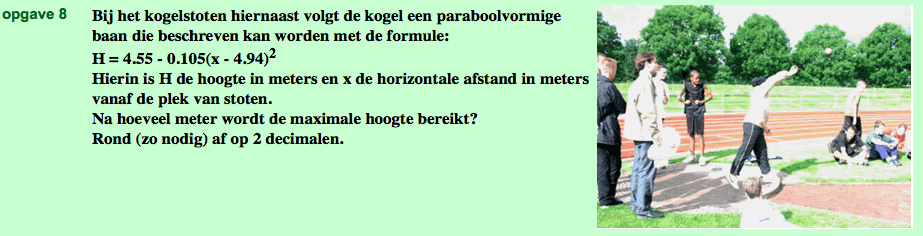 opgave 8 Bij het kogelstoten hiernaast volgt de kogel een paraboolvormige
baan die beschreven kan worden met de formule:
H = 4.55 - 0.105(x - 4.94)²
Hierin is H de hoogte in meters en x de horizontale afstand in meters
vanaf de plek van stoten.
Na hoeveel meter wordt de maximale hoogte bereikt?
Rond (zo nodig) af op 2 decimalen.